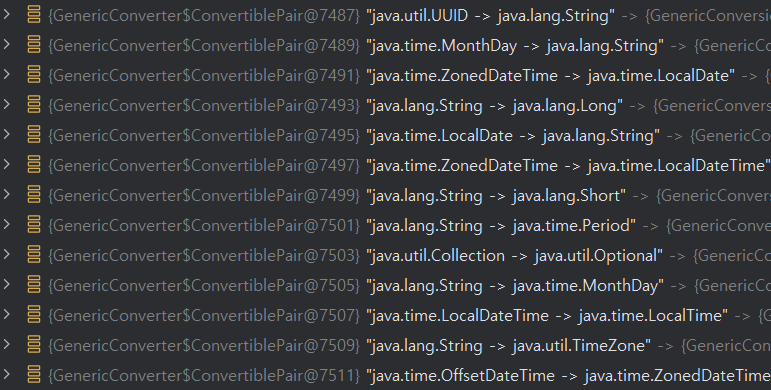 {GenericConverter$ConvertiblePair@7487} "java.util.UUID -> java.lang.String" -> {GenericConversi
{GenericConverter$ConvertiblePair@7489} "java.time.MonthDay -> java.lang.String" -> {GenericCo
{GenericConverter$ConvertiblePair@7491} "java.time.ZonedDateTime -> java.time.LocalDate" -> {
{GenericConverter$ConvertiblePair@7493} "java.lang.String -> java.lang.Long" -> {GenericConvers
{GenericConverter$ConvertiblePair@7495} "java.time.LocalDate -> java.lang.String" -> {GenericCon
{GenericConverter$ConvertiblePair@7497} "java.time.ZonedDateTime -> java.time.LocalDateTime"
{GenericConverter$ConvertiblePair@7499} "java.lang.String -> java.lang.Short" -> {GenericConvers
{GenericConverter$ConvertiblePair@7501} "java.lang.String -> java.time.Period" -> {GenericConve
{GenericConverter$ConvertiblePair@7503} "java.util.Collection -> java.util.Optional" -> {Generic
{GenericConverter$ConvertiblePair@7505} "java.lang.String -> java.time.MonthDay" -> {GenericCo
{GenericConverter$ConvertiblePair@7507} "java.time.LocalDateTime -> java.time.LocalTime" -> {G
{GenericConverter$ConvertiblePair@7509} "java.lang.String -> java.util.TimeZone" -> {GenericCon
{GenericConverter$ConvertiblePair@7511} "java.time.OffsetDateTime -> java.time.ZonedDateTime